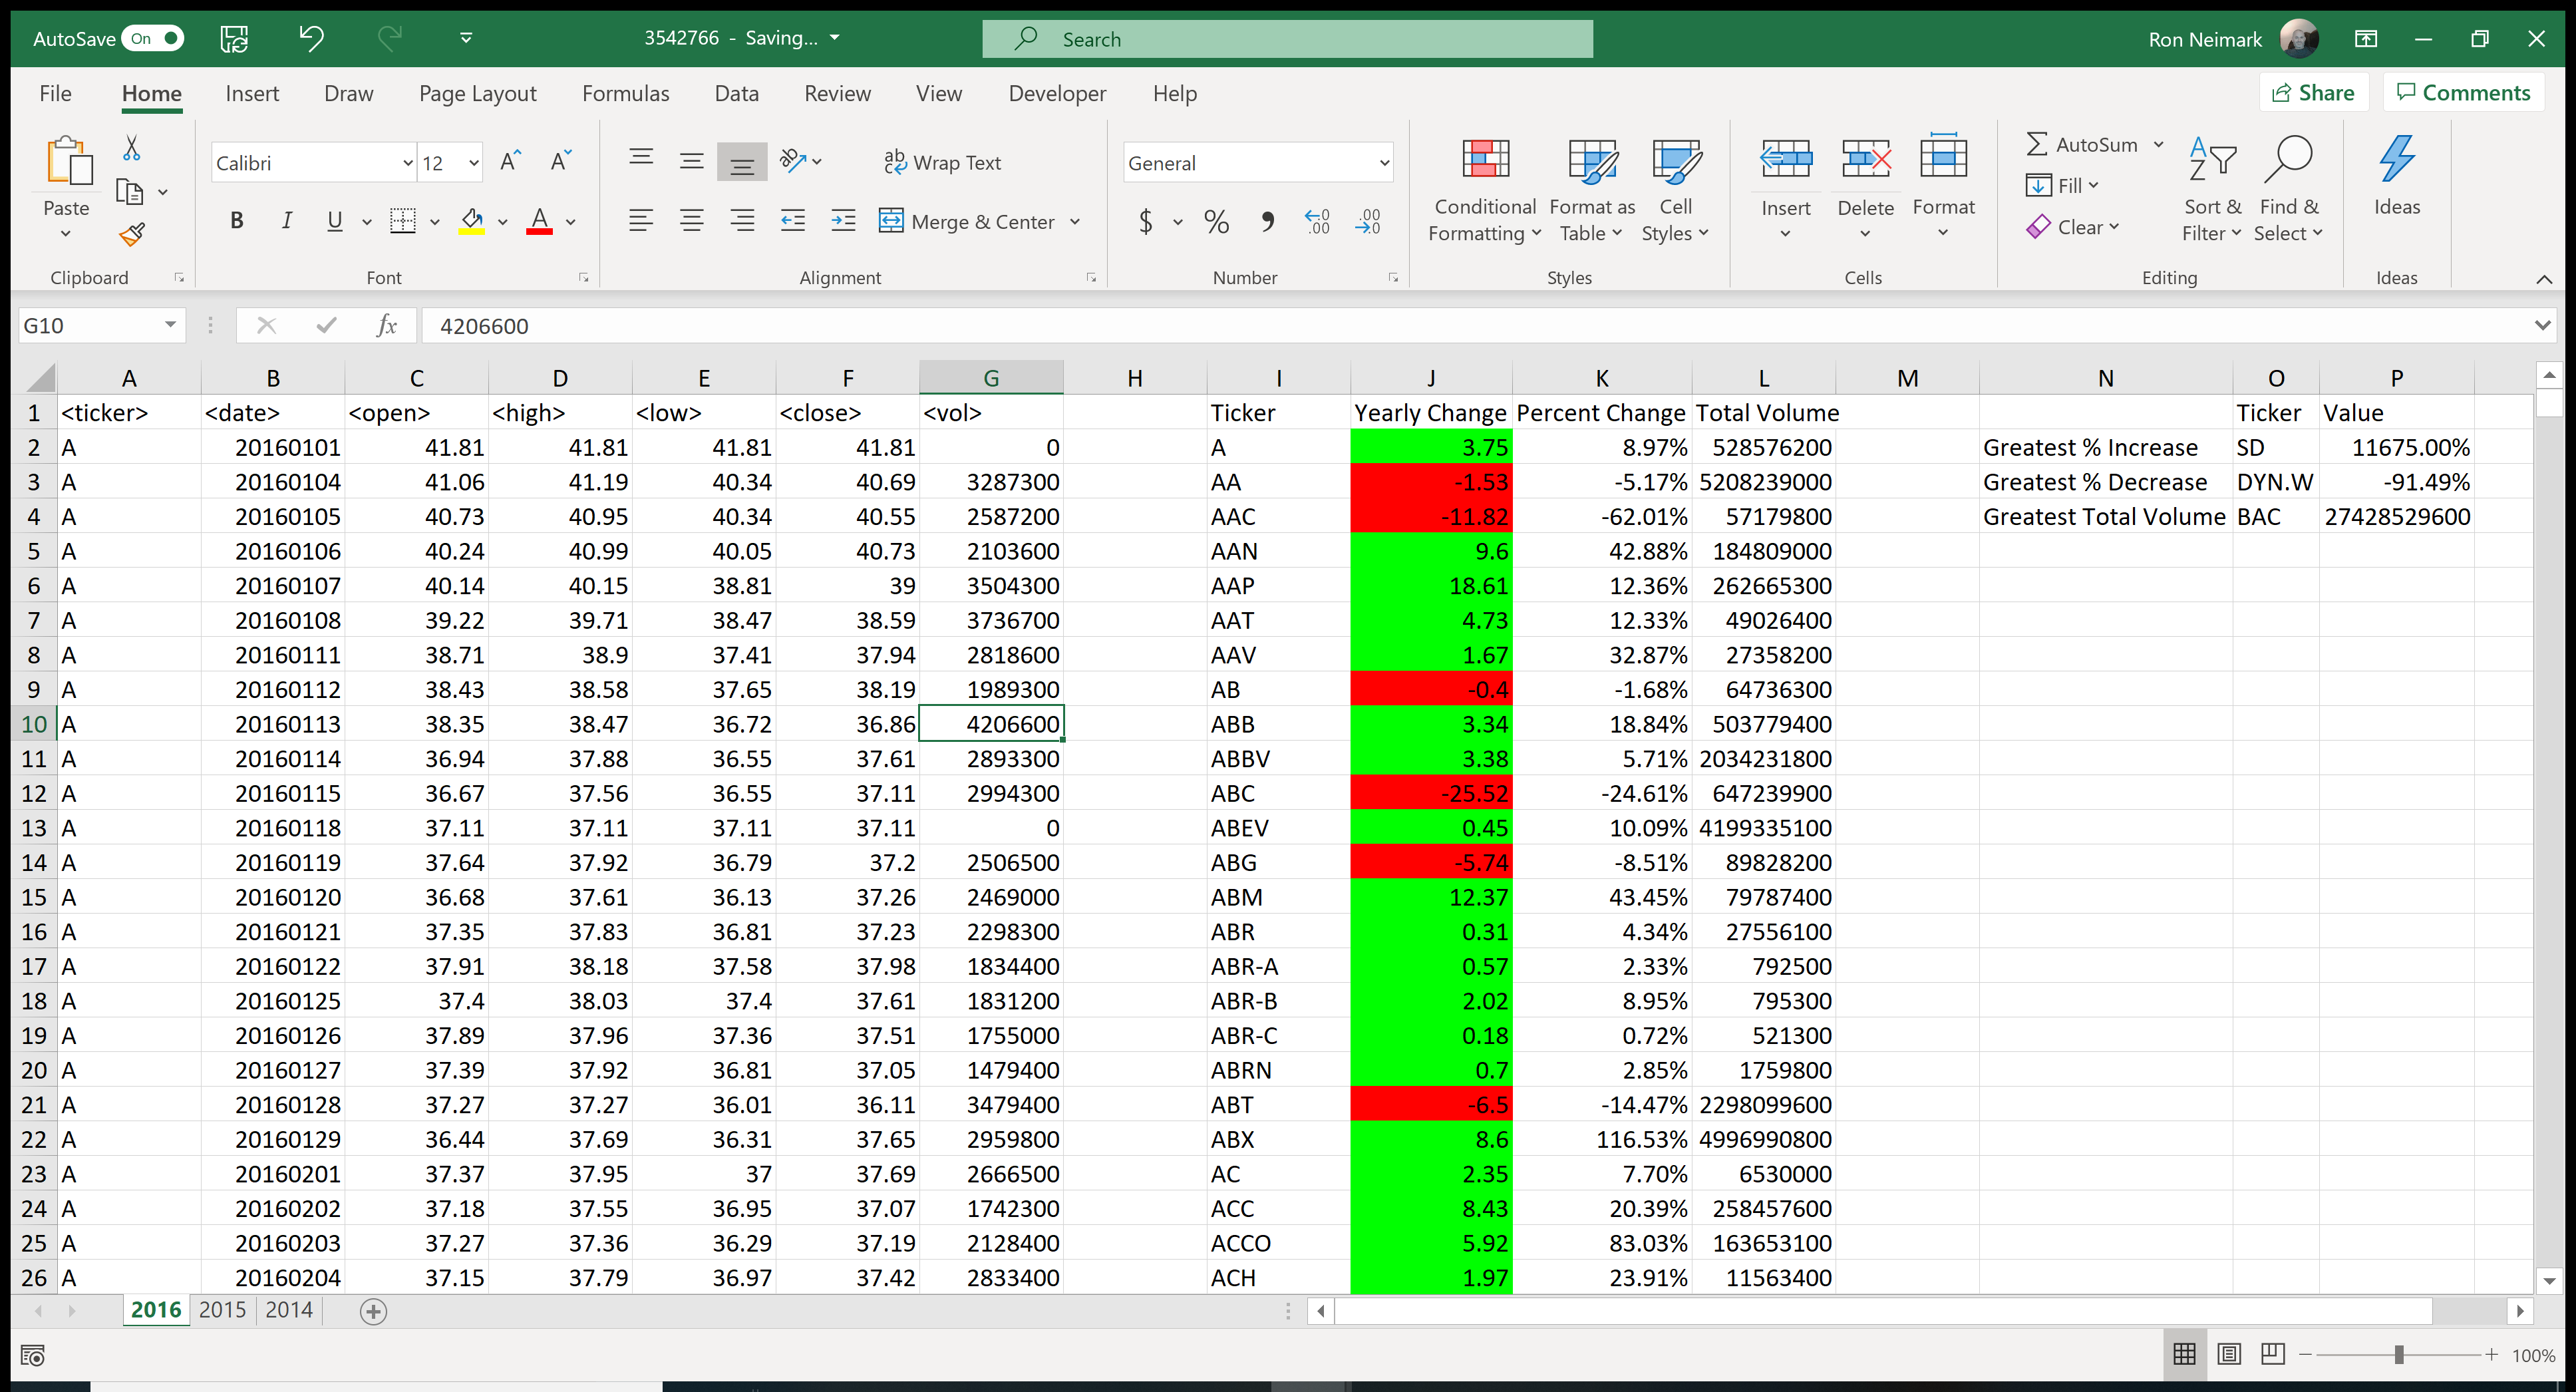 AutoSave On 3542766 - Saving... Search Ron Neimark
File Home Insert Draw Page Layout Formulas Data Review View Developer Help Share Comments
Calibri 12 Wrap Text General AutoSum
Paste Conditional Formatting Format as Table Cell Styles Insert Delete Format Fill Sort & Filter Find & Select Ideas
B I U A Merge & Center $ % Clear
Clipboard Font Alignment Number Styles Cells Editing Ideas
G10 fx 4206600
A B C D E F G H I J K L M N O P
1 <ticker> <date> <open> <high> <low> <close> <vol> Ticker Yearly Change Percent Change Total Volume Ticker Value
2 A 20160101 41.81 41.81 41.81 41.81 0 A 3.75 8.97% 528576200 Greatest % Increase SD 11675.00%
3 A 20160104 41.06 41.19 40.34 40.69 3287300 AA -1.53 -5.17% 5208239000 Greatest % Decrease DYN.W -91.49%
4 A 20160105 40.73 40.95 40.34 40.55 2587200 AAC -11.82 -62.01% 57179800 Greatest Total Volume BAC 27428529600
5 A 20160106 40.24 40.99 40.05 40.73 2103600 AAN 9.6 42.88% 184809000
6 A 20160107 40.14 40.15 38.81 39 3504300 AAP 18.61 12.36% 262665300
7 A 20160108 39.22 39.71 38.47 38.59 3736700 AAT 4.73 12.33% 49026400
8 A 20160111 38.71 38.9 37.41 37.94 2818600 AAV 1.67 32.87% 27358200
9 A 20160112 38.43 38.58 37.65 38.19 1989300 AB -0.4 -1.68% 64736300
10 A 20160113 38.35 38.47 36.72 36.86 4206600 ABB 3.34 18.84% 503779400
11 A 20160114 36.94 37.88 36.55 37.61 2893300 ABBV 3.38 5.71% 2034231800
12 A 20160115 36.67 37.56 36.55 37.11 2994300 ABC -25.52 -24.61% 647239900
13 A 20160118 37.11 37.11 37.11 37.11 0 ABEV 0.45 10.09% 4199335100
14 A 20160119 37.64 37.92 36.79 37.2 2506500 ABG -5.74 -8.51% 89828200
15 A 20160120 36.68 37.61 36.13 37.26 2469000 ABM 12.37 43.45% 79787400
16 A 20160121 37.35 37.83 36.81 37.23 2298300 ABR 0.31 4.34% 27556100
17 A 20160122 37.91 38.18 37.58 37.98 1834400 ABR-A 0.57 2.33% 792500
18 A 20160125 37.4 38.03 37.4 37.61 1831200 ABR-B 2.02 8.95% 795300
19 A 20160126 37.89 37.96 37.36 37.51 1755000 ABR-C 0.18 0.72% 521300
20 A 20160127 37.39 37.92 36.81 37.05 1479400 ABRN 0.7 2.85% 1759800
21 A 20160128 37.27 37.27 36.01 36.11 3479400 ABT -6.5 -14.47% 2298099600
22 A 20160129 36.44 37.69 36.31 37.65 2959800 ABX 8.6 116.53% 4996990800
23 A 20160201 37.37 37.95 37 37.69 2666500 AC 2.35 7.70% 6530000
24 A 20160202 37.18 37.55 36.95 37.07 1742300 ACC 8.43 20.39% 258457600
25 A 20160203 37.27 37.36 36.29 37.19 2128400 ACCO 5.92 83.03% 163653100
26 A 20160204 37.15 37.79 36.97 37.42 2833400 ACH 1.97 23.91% 11563400
2016 2015 2014
100%